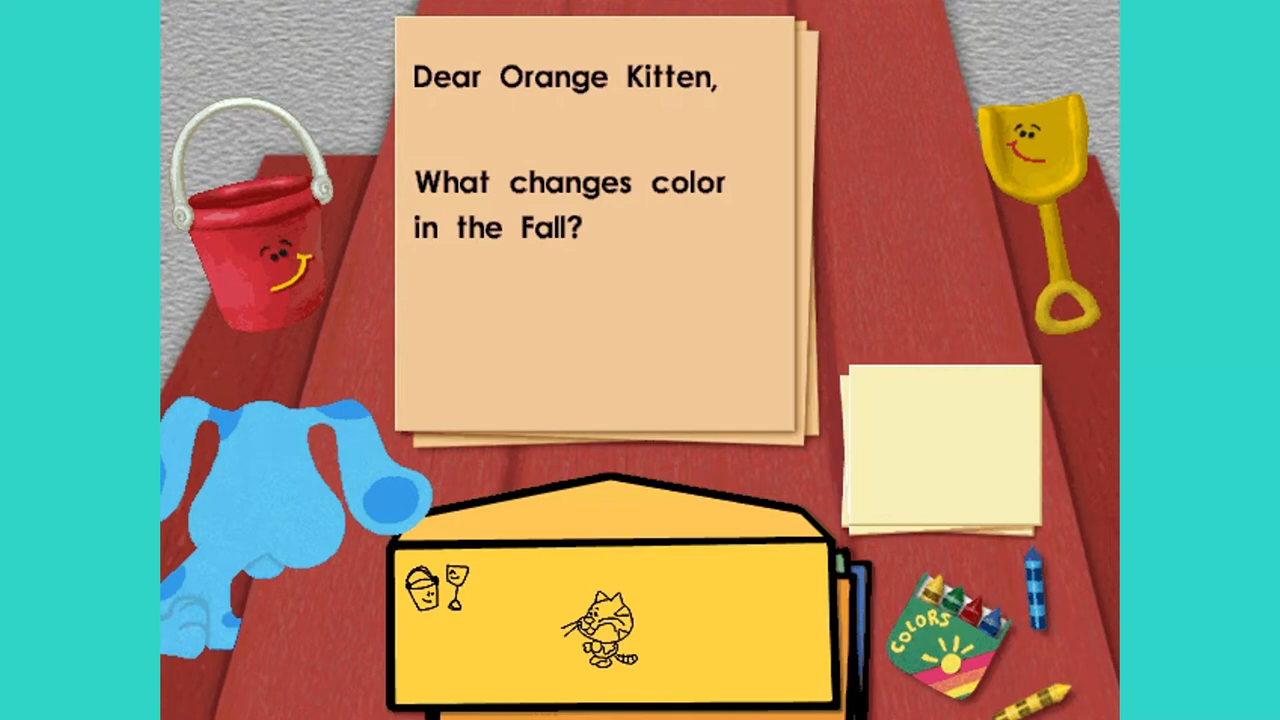 Dear Orange Kitten,
What changes color
in the Fall?
COLORS